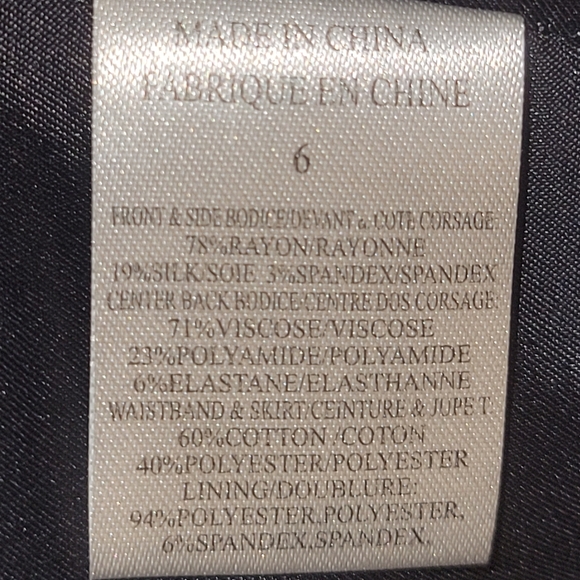 MADE IN CHINA
FABRIQUE EN CHINE
6
FRONT & SIDE BODICE/DEVANT & COTE CORSAGE:
78%RAYON/RAYONNE
19%SILK/SOIE 3%SPANDEX/SPANDEX
CENTER BACK BODICE/CENTRE DOS CORSAGE:
71%VISCOSE/VISCOSE
23%POLYAMIDE/POLYAMIDE
6%ELASTANE/ELASTHANNE
WAISTBAND & SKIRT/CEINTURE & JUPE T:
60%COTTON /COTON
40%POLYESTER/POLYESTER
LINING/DOUBLURE:
94%POLYESTER,POLYESTER,
6%SPANDEX,SPANDEX,